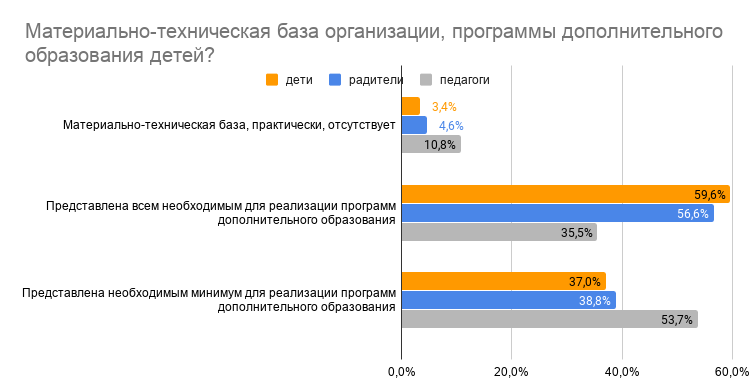 Материально-техническая база организации, программы дополнительного
образования детей?
дети радители педагоги
Материально-техническая база, практически, отсутствует
3,4%
4,6%
10,8%
Представлена всем необходимым для реализации программ
дополнительного образования
59,6%
56,6%
35,5%
Представлена необходимым минимум для реализации программ
дополнительного образования
37,0%
38,8%
53,7%
0,0% 20,0% 40,0% 60,0%